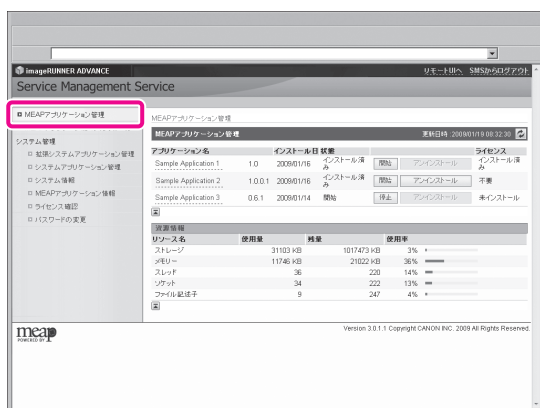 imageRUNNER ADVANCE リモートUIへ SMSからログアウト
Service Management Service
MEAPアプリケーション管理
システム管理
拡張システムアプリケーション管理
システムアプリケーション管理
システム情報
MEAPアプリケーション情報
ライセンス確認
パスワードの変更
MEAPアプリケーション管理
MEAPアプリケーション管理 更新日時 :2009/01/19 08:32:30
アプリケーション名 インストール日 状態 ライセンス
Sample Application 1 1.0 2009/01/16 インストール済み 開始 アンインストール インストール済み
Sample Application 2 1.0.0.1 2009/01/16 インストール済み 開始 アンインストール 不要
Sample Application 3 0.6.1 2009/01/14 開始 停止 アンインストール 未インストール
資源情報
リソース名 使用量 残量 使用率
ストレージ 31103 KB 1017473 KB 3%
メモリー 11746 KB 21022 KB 36%
スレッド 36 220 14%
ソケット 34 222 13%
ファイル記述子 9 247 4%
meap
POWERED BY
Version 3.0.1.1 Copyright CANON INC. 2009 All Rights Reserved.